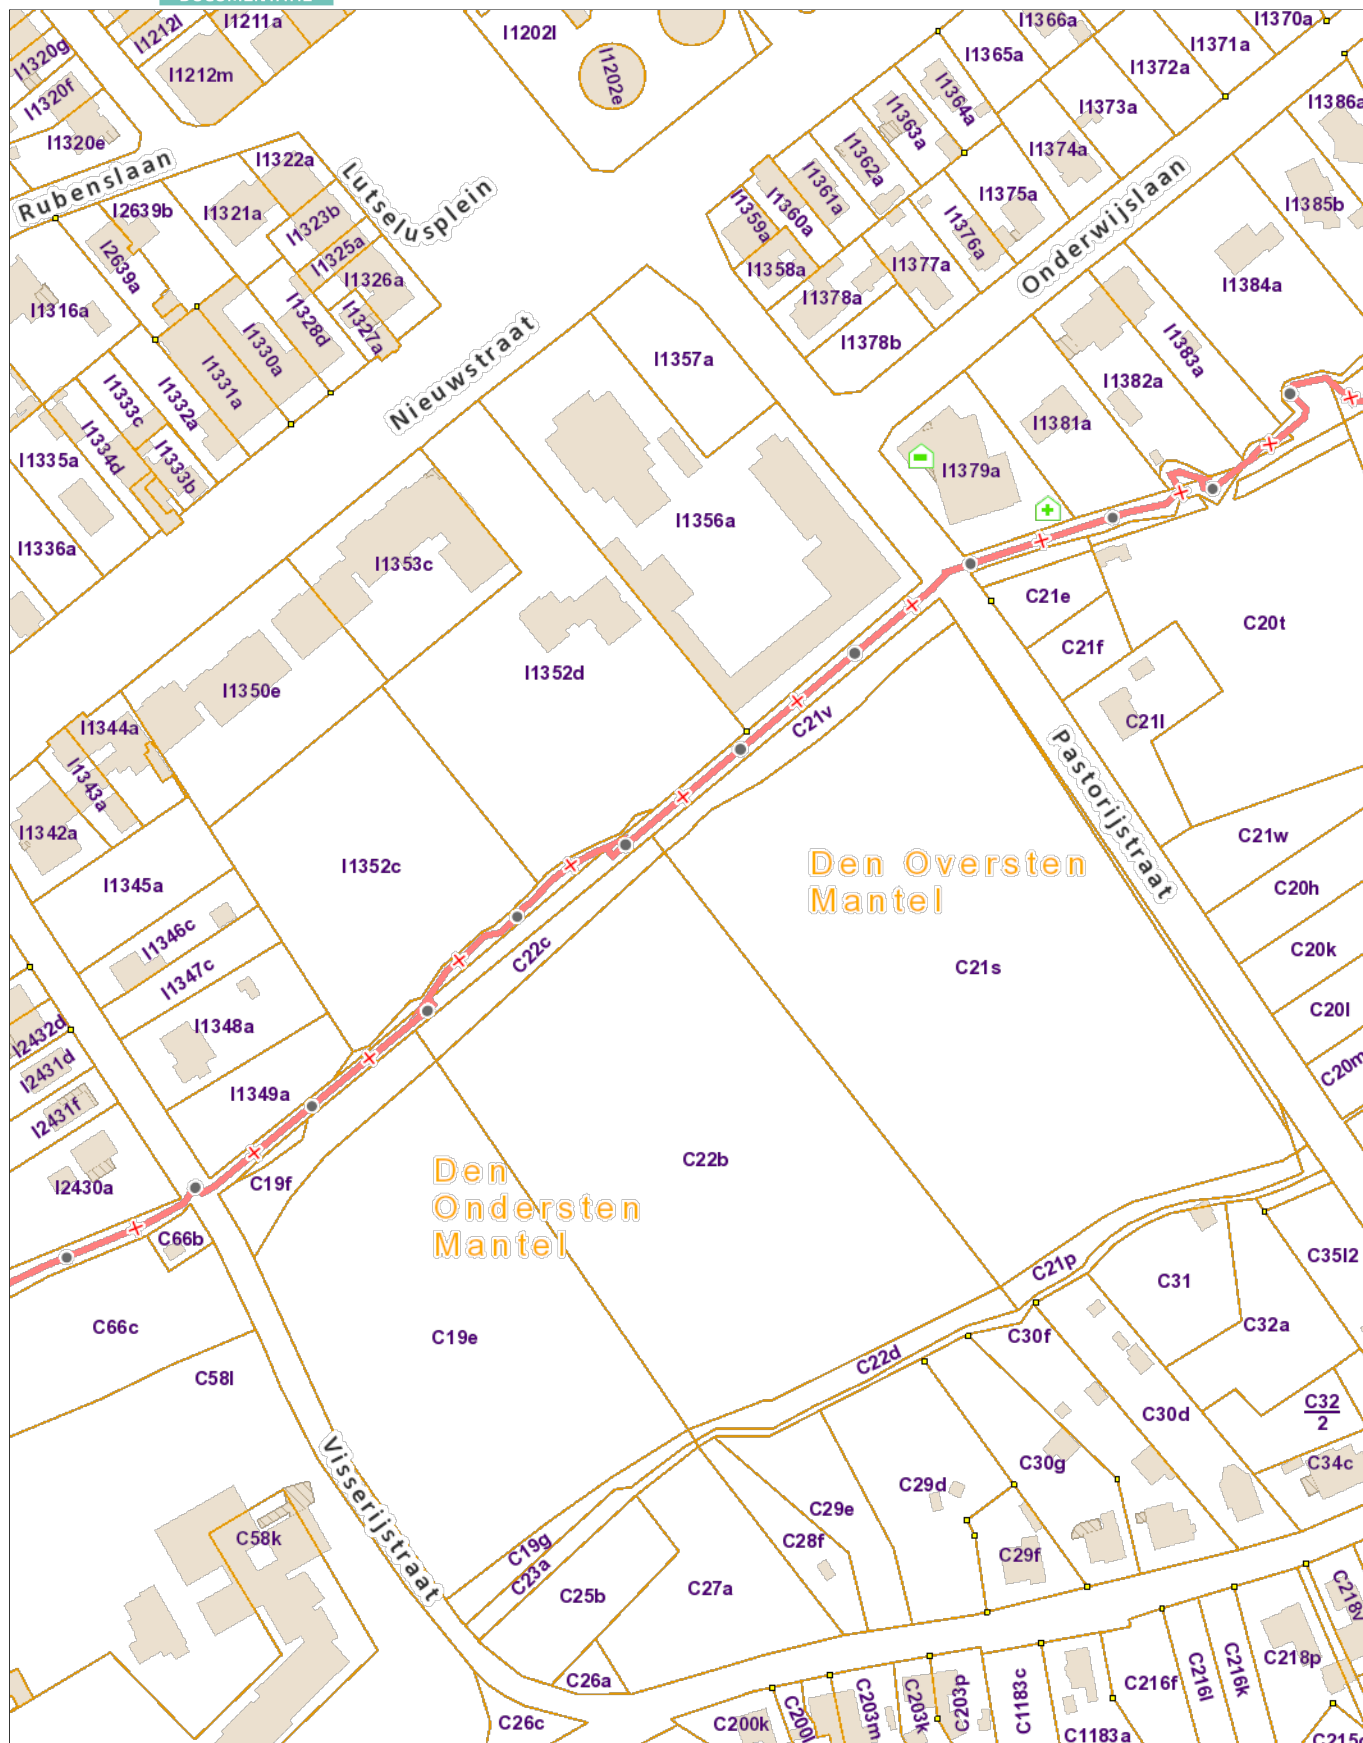 I1320g
I1212l
I1211a
I1212m
I1320f
I1320e
Rubenslaan
I1202l
I1202e
I1366a
I1370a
I1365a
I1371a
I1372a
I1364a
I1373a
I1386a
I1363a
I1374a
I1362a
I1375a
I1361a
I1385b
I1360a
I1359a
I1376a
Onderwijslaan
I1358a
I1377a
I1378a
I1384a
I1378b
I1383a
I1382a
I1381a
I1379a
I1322a
Lutselusplein
I2639b
I1321a
I1323b
I2639a
I1325a
I1326a
I1316a
I1330a
I1328d
I1327a
I1331a
Nieuwstraat
I1357a
I1333c
I1332a
I1335a
I1334d
I1333b
I1336a
I1356a
I1353c
I1352d
C21e
C21f
C20t
I1350e
I1344a
C21v
C21l
I1343a
I1342a
Pastorijstraat
C21w
I1352c
I1345a
Den Oversten
Mantel
C20h
I1346c
C22c
C20k
I1347c
C21s
C20l
I1348a
I2432d
I2431d
C20m
I1349a
I2431f
C22b
Den
Ondersten
Mantel
I2430a
C19f
C66b
C21p
C31
C35l2
C66c
C19e
C30f
C32a
C58l
C22d
C30d
C32
2
C34c
C30g
C29d
Visserijstraat
C29e
C28f
C58k
C29f
C19g
C23a
C25b
C27a
C218v
C218p
C26a
C216f
C216l
C216k
C26c
C200k
C200l
C203m
C203k
C203p
C1183c
C1183a